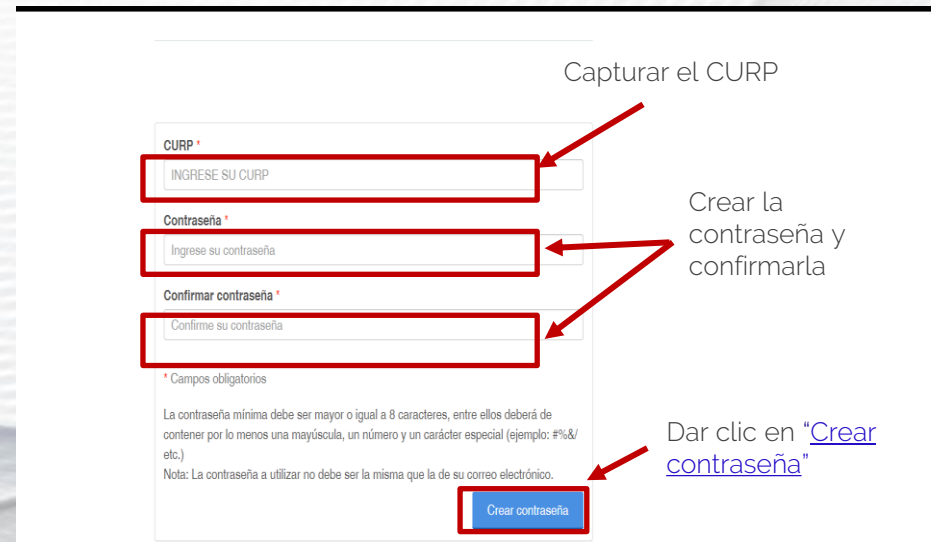 Capturar el CURP
CURP *
INGRESE SU CURP
Contraseña *
Ingrese su contraseña
Crear la
contraseña y
confirmarla
Confirmar contraseña *
Confirme su contraseña
* Campos obligatorios
La contraseña mínima debe ser mayor o igual a 8 caracteres, entre ellos deberá de
contener por lo menos una mayúscula, un número y un carácter especial (ejemplo: #%&/
etc.)
Nota: La contraseña a utilizar no debe ser la misma que la de su correo electrónico.
Dar clic en “Crear
contraseña”
Crear contraseña